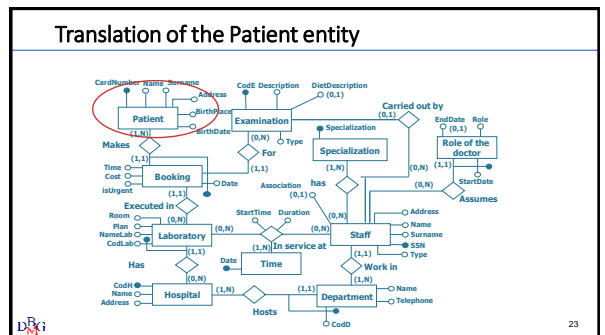 Translation of the Patient entity
CardNumber Name Surname
Address
BirthPlace
BirthDate
Patient
(1,N)
Makes
(1,1)
CodE Description
DietDescription
(0,1)
Examination
(0,N)
Type
For
(1,1)
Carried out by
(0,1)
(0,N)
Specialization
Specialization
(1,N)
has
EndDate Role
(0,1)
Role of the
doctor
(1,1)
StartDate
(0,N)
Assumes
Time
Cost
isUrgent
Booking
Date
(1,1)
Executed in
(0,N)
Association
(0,1)
Room
Plan
NameLab
CodLab
Laboratory
(0,N)
StartTime Duration
(0,N)
(1,N)
In service at
Date
Time
(0,N)
Staff
Address
Name
Surname
SSN
Type
(1,1)
Has
(1,1)
(0,N)
Work in
(1,N)
CodH
Name
Address
Hospital
(1,N)
Hosts
(1,1)
Department
Name
Telephone
CodD
DBMG
23